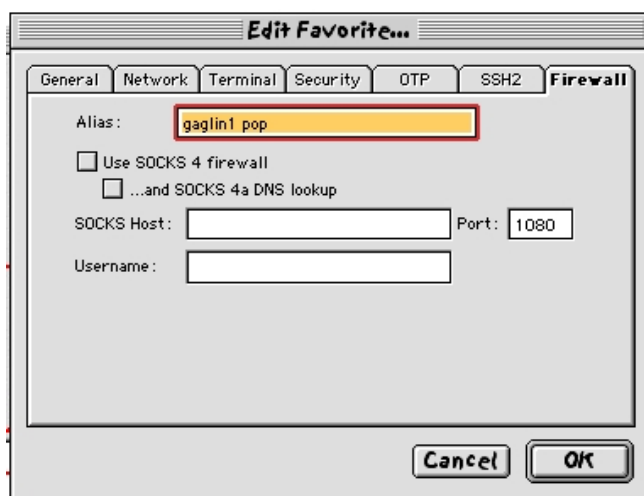 Edit Favorite...
General Network Terminal Security OTP SSH2 Firewall
Alias: gaglin1 pop
Use SOCKS 4 firewall
...and SOCKS 4a DNS lookup
SOCKS Host: Port: 1080
Username:
Cancel OK